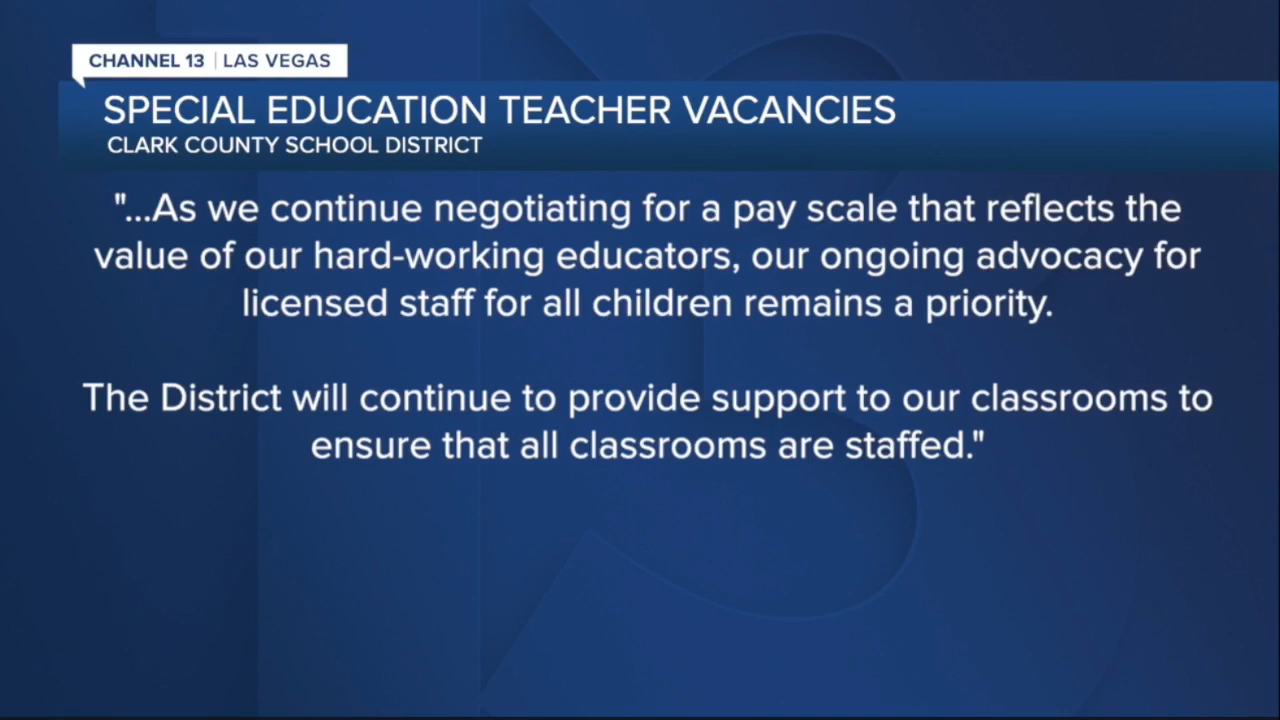 CHANNEL 13 | LAS VEGAS
SPECIAL EDUCATION TEACHER VACANCIES
CLARK COUNTY SCHOOL DISTRICT
"...As we continue negotiating for a pay scale that reflects the
value of our hard-working educators, our ongoing advocacy for
licensed staff for all children remains a priority.
The District will continue to provide support to our classrooms to
ensure that all classrooms are staffed."